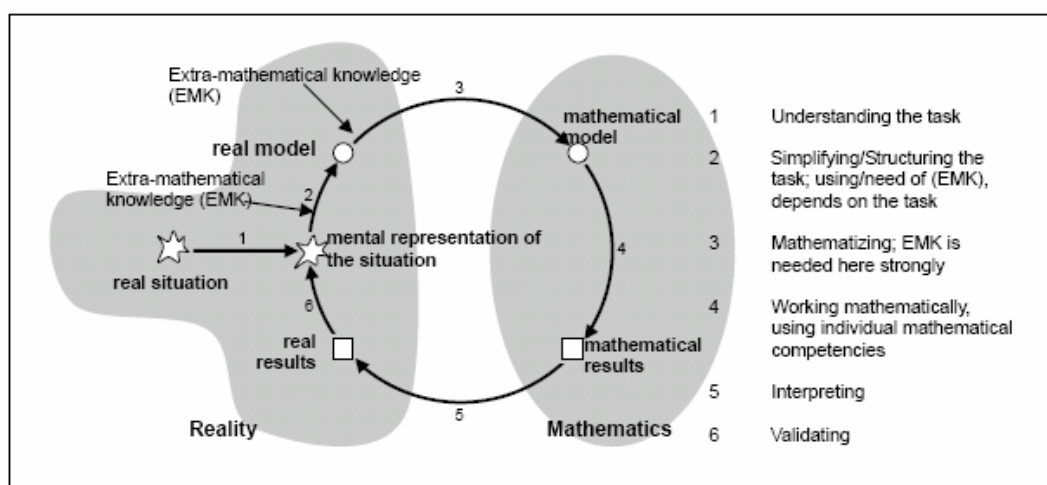 Extra-mathematical knowledge
(EMK)
3
mathematical
model
real model
Extra-mathematical
knowledge (EMK)
2
1
mental representation of
the situation
real situation
4
6
real
results
mathematical
results
5
Reality
Mathematics
1 Understanding the task
2 Simplifying/Structuring the
task; using/need of (EMK),
depends on the task
3 Mathematizing; EMK is
needed here strongly
4 Working mathematically,
using individual mathematical
competencies
5 Interpreting
6 Validating